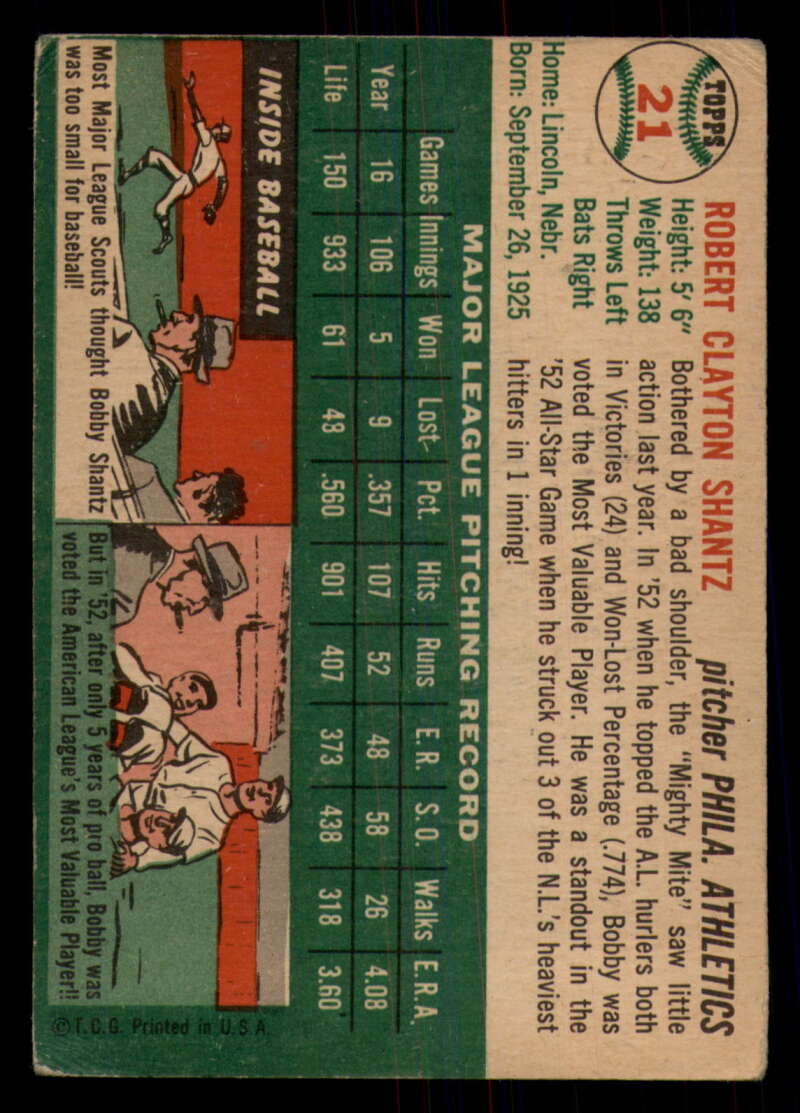 TOPPS
21
ROBERT CLAYTON SHANTZ
pitcher PHILA. ATHLETICS
Height: 5' 6"
Weight: 138
Throws Left
Bats Right
Home: Lincoln, Nebr.
Born: September 26, 1925
Bothered by a bad shoulder, the "Mighty Mite" saw little
action last year. In '52 when he topped the A.L. hurlers both
in Victories (24) and Won-Lost Percentage (.774), Bobby was
voted the Most Valuable Player. He was a standout in the
'52 All-Star Game when he struck out 3 of the N.L.'s heaviest
hitters in 1 inning!
MAJOR LEAGUE PITCHING RECORD
Games Innings Won Lost Pct. Hits Runs E.R. S.O. Walks E.R.A.
Year 16 106 5 9 .357 107 52 48 58 26 4.08
Life 150 933 61 48 .560 901 407 373 438 318 3.60
INSIDE BASEBALL
Most Major League Scouts thought Bobby Shantz
was too small for baseball!
But in '52, after only 5 years of pro ball, Bobby was
voted the American League's Most Valuable Player!!
©T.C.G. Printed in U.S.A.